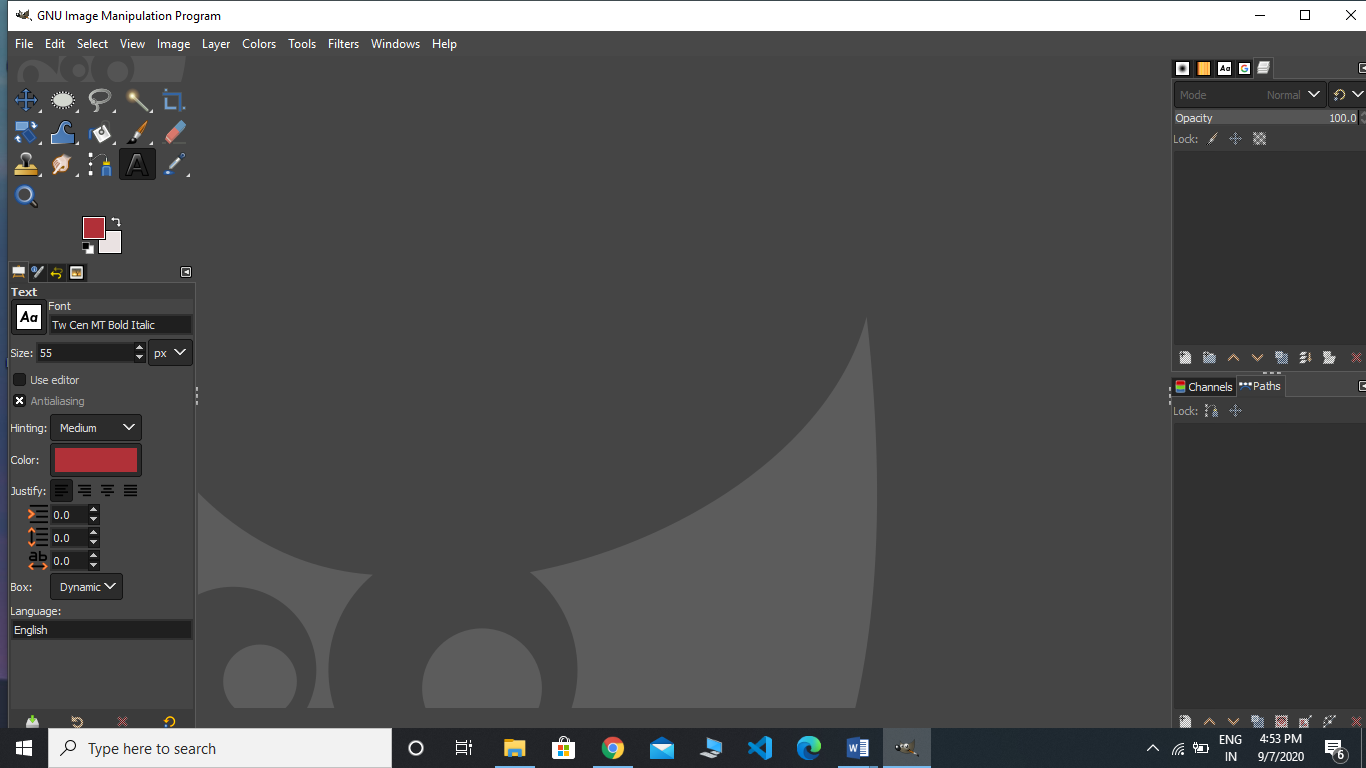 GNU Image Manipulation Program
File Edit Select View Image Layer Colors Tools Filters Windows Help
Aa G
Mode Normal
Opacity 100.0
Lock:
A
Text
Font
Aa Tw Cen MT Bold Italic
Size: 55 px
Use editor
Antialiasing
Hinting: Medium
Color:
Justify:
0.0
0.0
ab 0.0
Box: Dynamic
Language:
English
Channels Paths
Lock:
Type here to search
ENG
IN
4:53 PM
9/7/2020
6